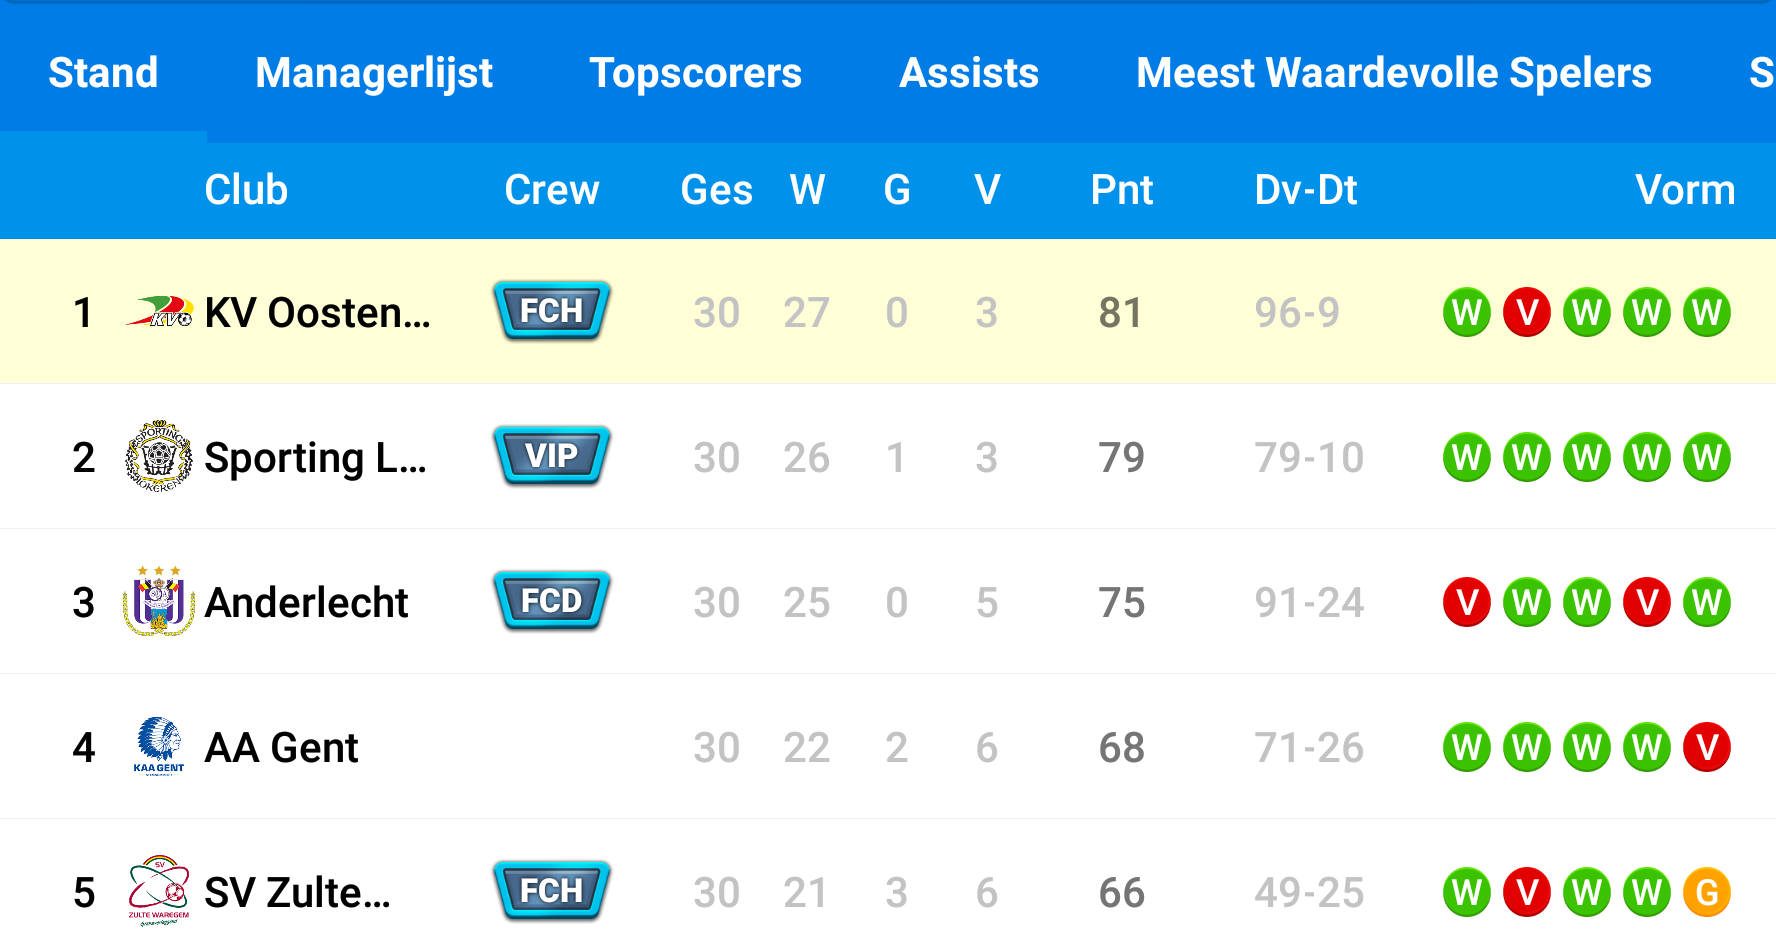 Stand Managerlijst Topscorers Assists Meest Waardevolle Spelers S
Club Crew Ges W G V Pnt Dv-Dt Vorm
1 KVO KV Oosten... FCH 30 27 0 3 81 96-9 W V W W W
2 SPORTING LOKEREN Sporting L... VIP 30 26 1 3 79 79-10 W W W W W
3 Anderlecht FCD 30 25 0 5 75 91-24 V W W V W
4 KAA GENT AA Gent 30 22 2 6 68 71-26 W W W W V
5 SV ZULTE WAREGEM SV Zulte... FCH 30 21 3 6 66 49-25 W V W W G